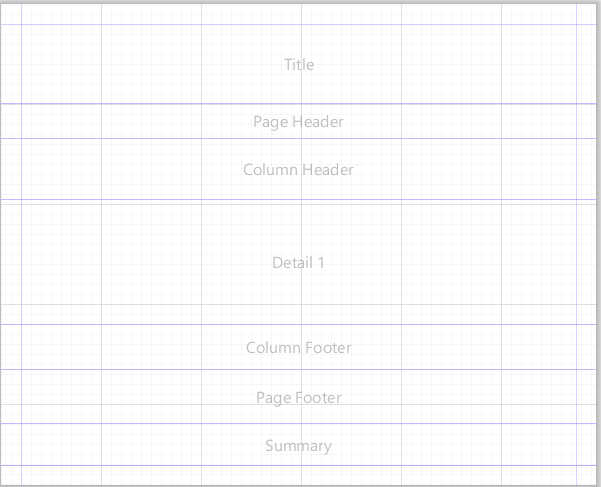 Title
Page Header
Column Header
Detail 1
Column Footer
Page Footer
Summary